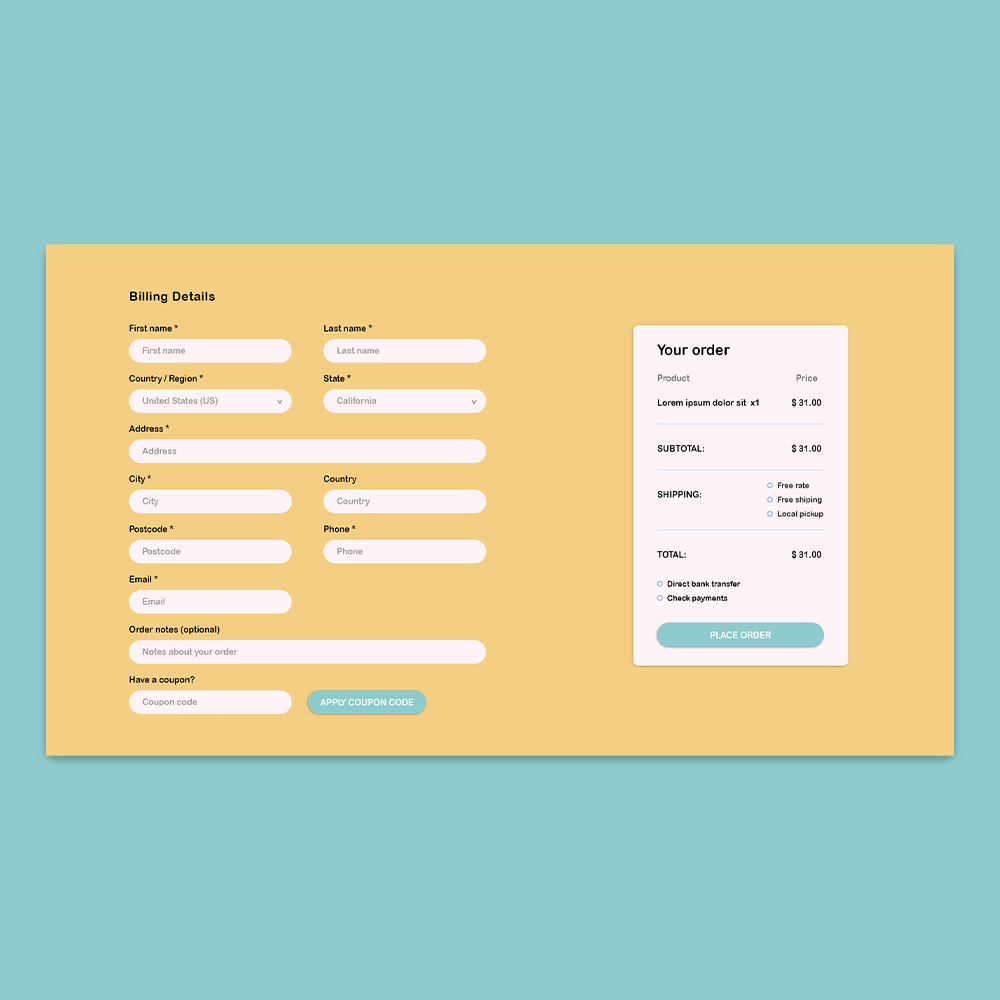 Billing Details
First name *
Last name *
First name
Last name
Country / Region *
State *
United States (US) v
California v
Address *
Address
City *
Country
City
Country
Postcode *
Phone *
Postcode
Phone
Email *
Email
Order notes (optional)
Notes about your order
Have a coupon?
Coupon code
APPLY COUPON CODE
Your order
Product Price
Lorem ipsum dolor sit x1 $ 31.00
SUBTOTAL: $ 31.00
SHIPPING:
Free rate
Free shiping
Local pickup
TOTAL: $ 31.00
Direct bank transfer
Check payments
PLACE ORDER